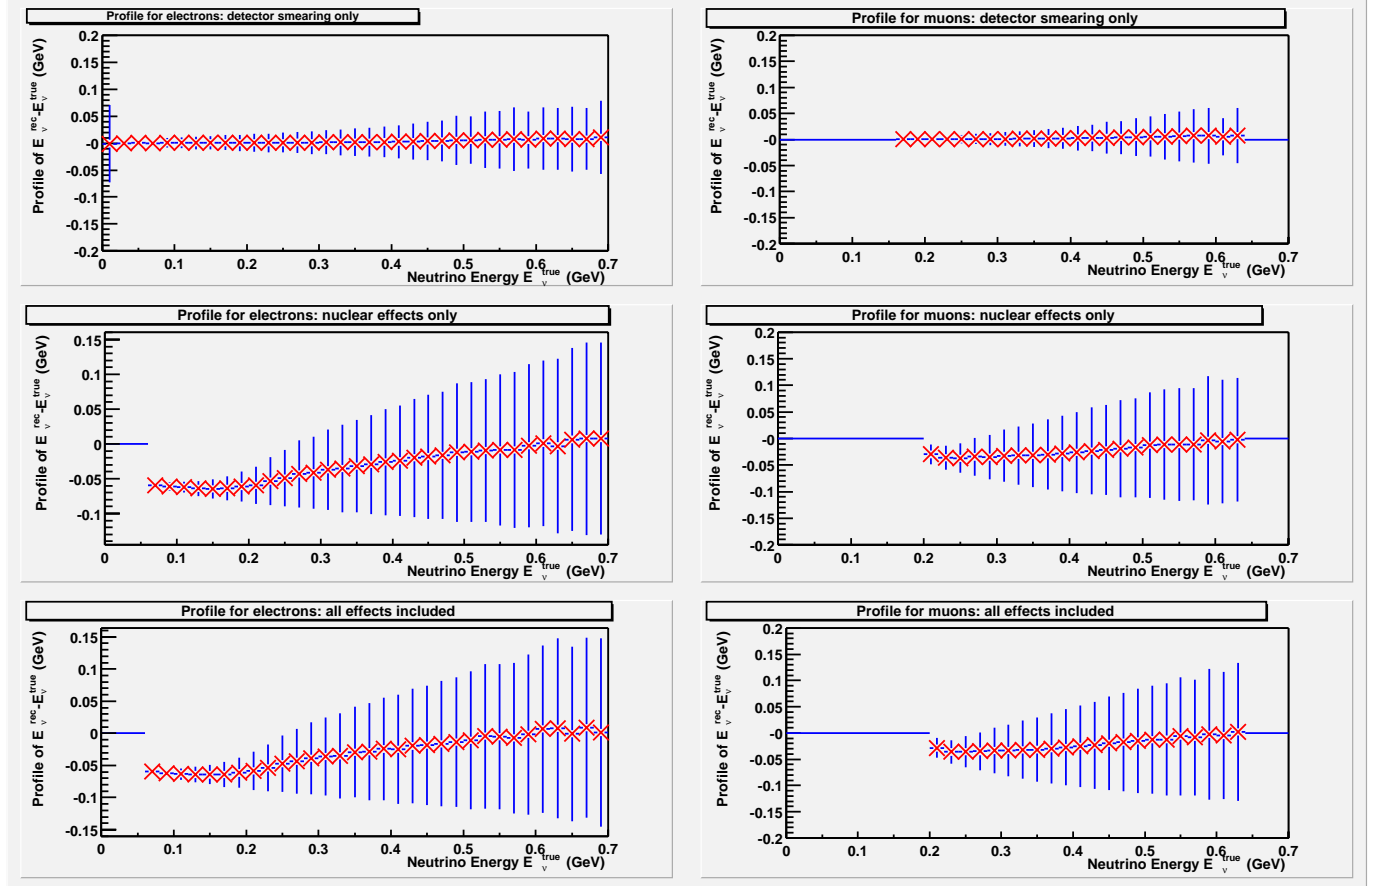 Profile for electrons: detector smearing only
Profile of E_ν^rec-E_ν^true (GeV)
0.2
0.15
0.1
0.05
-0
-0.05
-0.1
-0.15
-0.2
0 0.1 0.2 0.3 0.4 0.5 0.6 0.7
Neutrino Energy E_ν^true (GeV)
Profile for muons: detector smearing only
Profile of E_ν^rec-E_ν^true (GeV)
0.2
0.15
0.1
0.05
-0
-0.05
-0.1
-0.15
-0.2
0 0.1 0.2 0.3 0.4 0.5 0.6 0.7
Neutrino Energy E_ν^true (GeV)
Profile for electrons: nuclear effects only
Profile of E_ν^rec-E_ν^true (GeV)
0.15
0.1
0.05
0
-0.05
-0.1
0 0.1 0.2 0.3 0.4 0.5 0.6 0.7
Neutrino Energy E_ν^true (GeV)
Profile for muons: nuclear effects only
Profile of E_ν^rec-E_ν^true (GeV)
0.2
0.15
0.1
0.05
-0
-0.05
-0.1
-0.15
-0.2
0 0.1 0.2 0.3 0.4 0.5 0.6 0.7
Neutrino Energy E_ν^true (GeV)
Profile for electrons: all effects included
Profile of E_ν^rec-E_ν^true (GeV)
0.15
0.1
0.05
0
-0.05
-0.1
-0.15
0 0.1 0.2 0.3 0.4 0.5 0.6 0.7
Neutrino Energy E_ν^true (GeV)
Profile for muons: all effects included
Profile of E_ν^rec-E_ν^true (GeV)
0.2
0.15
0.1
0.05
-0
-0.05
-0.1
-0.15
-0.2
0 0.1 0.2 0.3 0.4 0.5 0.6 0.7
Neutrino Energy E_ν^true (GeV)